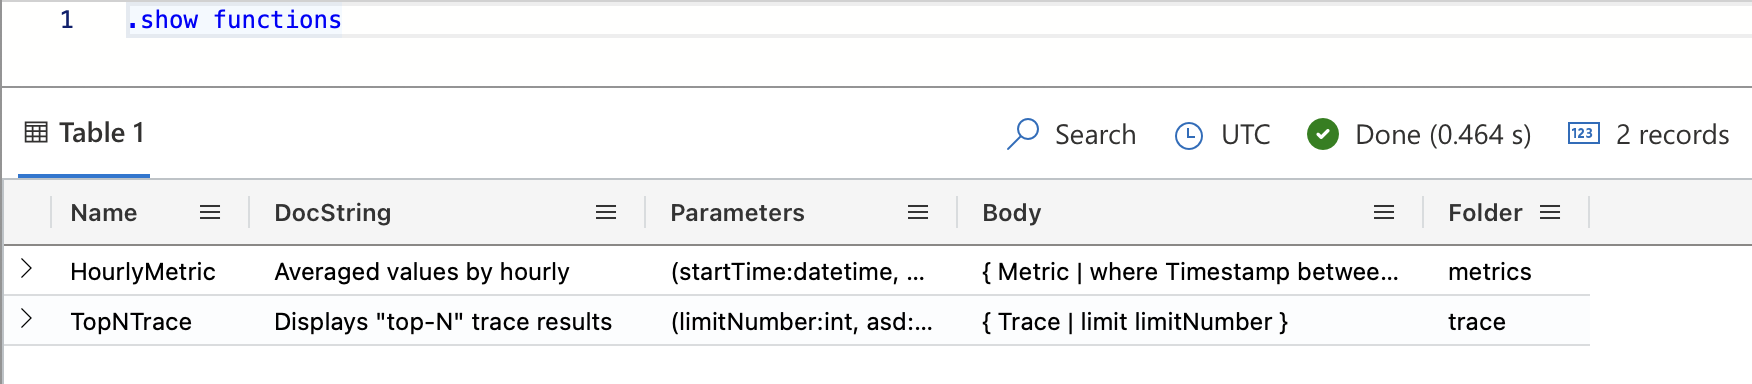 1 .show functions
Table 1 Search UTC Done (0.464 s) 123 2 records
Name DocString Parameters Body Folder
HourlyMetric Averaged values by hourly (startTime:datetime, ... { Metric | where Timestamp betwee... metrics
TopNTrace Displays "top-N" trace results (limitNumber:int, asd:... { Trace | limit limitNumber } trace